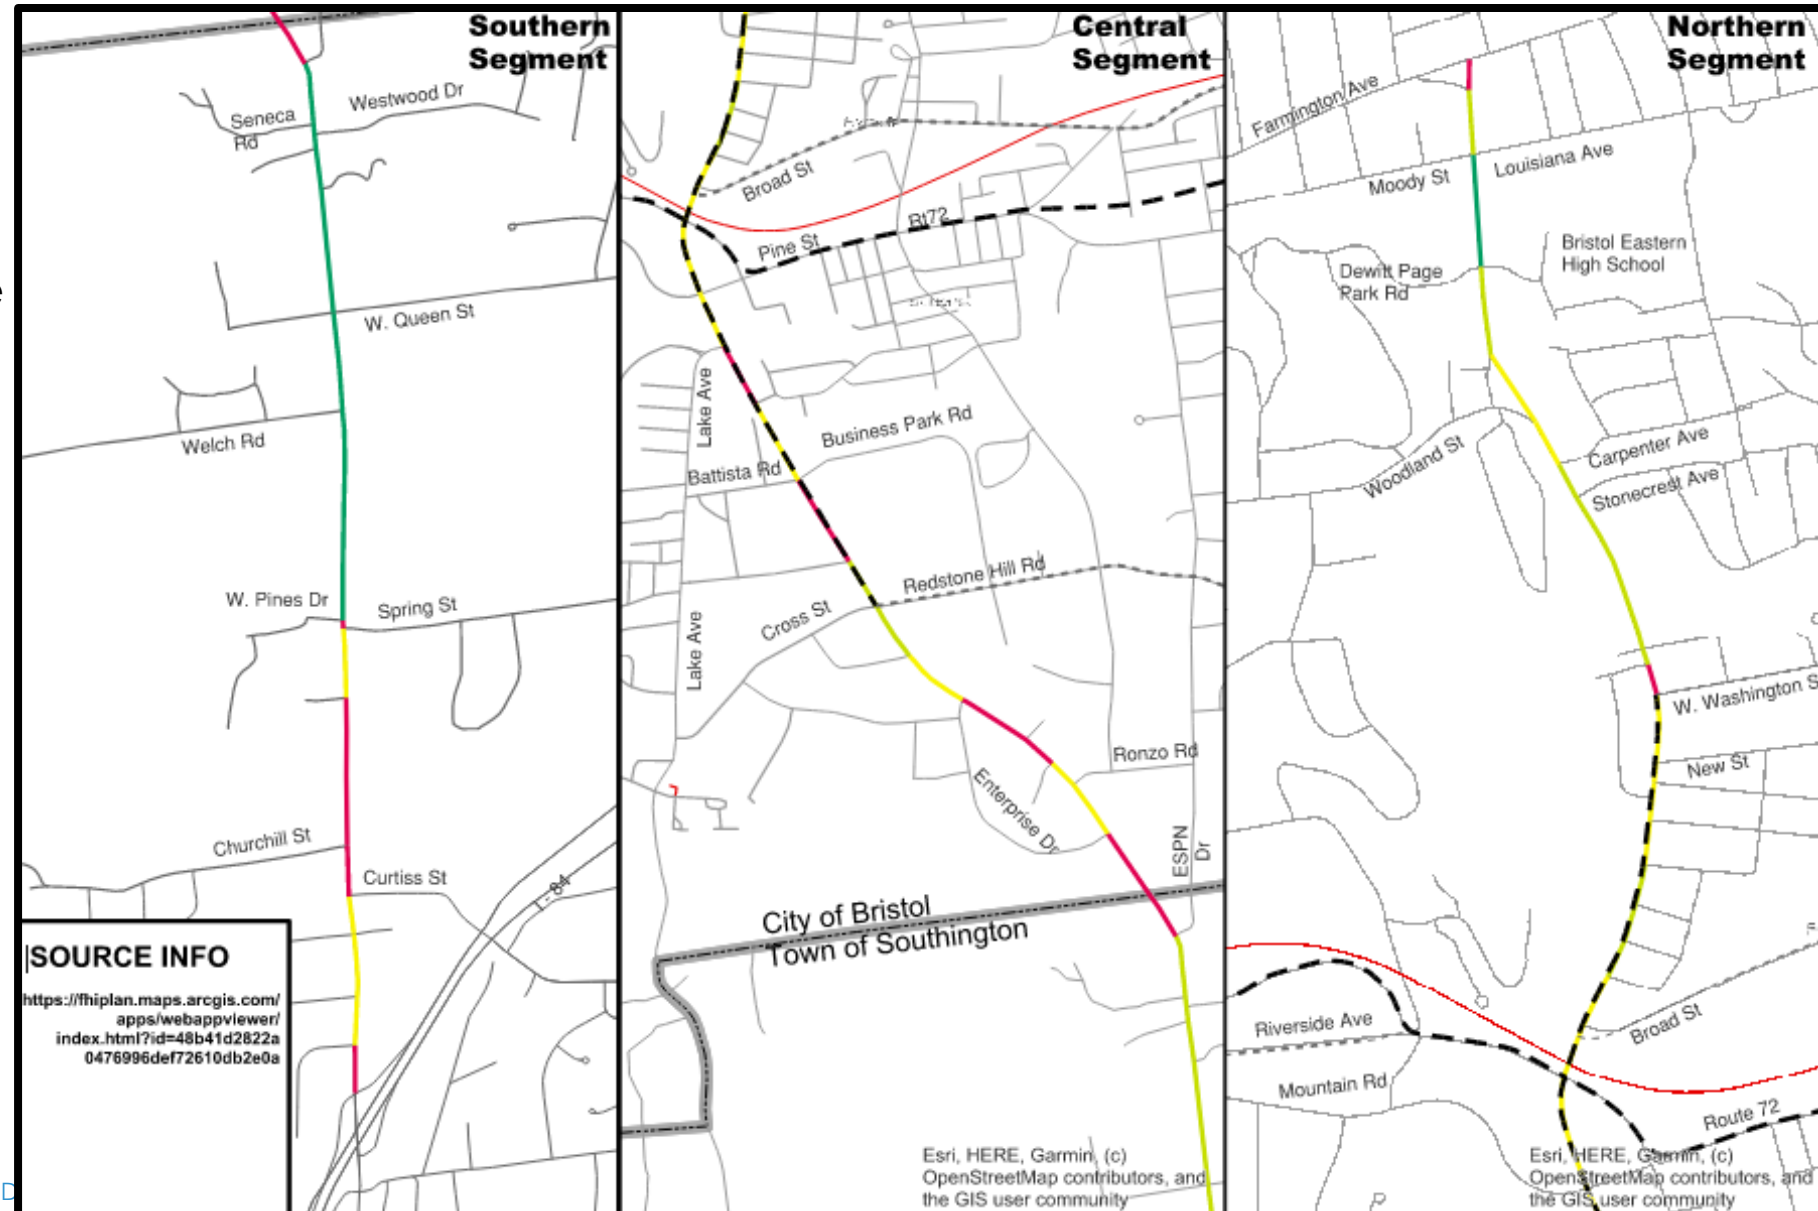 Southern
Segment
Seneca
Rd
Westwood Dr
W. Queen St
Welch Rd
W. Pines Dr
Spring St
Churchill St
Curtiss St
I-84
SOURCE INFO
https://fhiplan.maps.arcgis.com/
apps/webappviewer/
index.html?id=48b41d2822a
0476996def72610db2e0a
e
D
Central
Segment
Broad St
Rt72
Pine St
Lake Ave
Business Park Rd
Battista Rd
Redstone Hill Rd
Cross St
Lake Ave
Ronzo Rd
Enterprise Dr
ESPN
Dr
City of Bristol
Town of Southington
Esri, HERE, Garmin, (c)
OpenStreetMap contributors, and
the GIS user community
Northern
Segment
Farmington Ave
Louisiana Ave
Moody St
Bristol Eastern
High School
Dewitt Page
Park Rd
Carpenter Ave
Woodland St
Stonecrest Ave
W. Washington S
New St
Broad St
Riverside Ave
Mountain Rd
Route 72
Esri, HERE, Garmin, (c)
OpenStreetMap contributors, and
the GIS user community